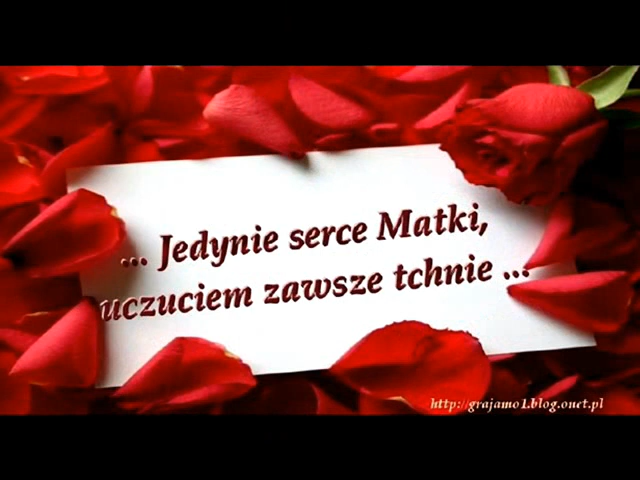 ... Jedynie serce Matki,
uczuciem zawsze tchnie ...
http://grajamo1.blog.onet.pl